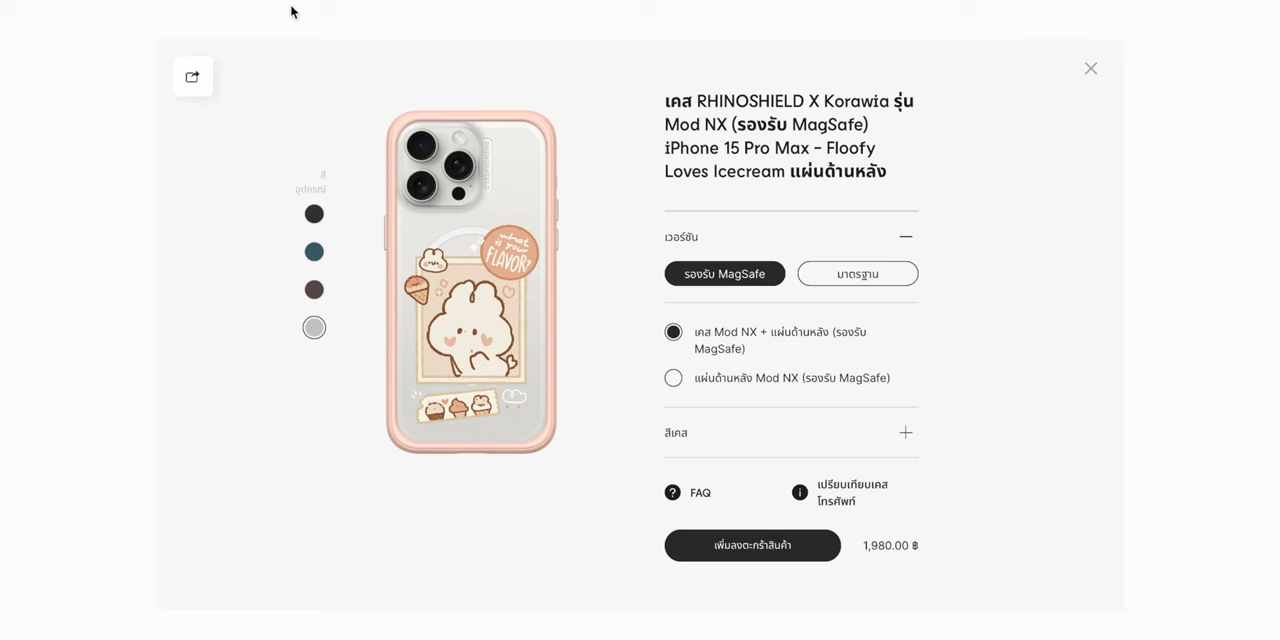 เคส RHINOSHIELD X Korawia รุ่น
Mod NX (รองรับ MagSafe)
iPhone 15 Pro Max - Floofy
Loves Icecream แผ่นด้านหลัง
สี
อุปกรณ์
what
is your
FLAVOR?
เวอร์ชัน
รองรับ MagSafe
มาตรฐาน
เคส Mod NX + แผ่นด้านหลัง (รองรับ
MagSafe)
แผ่นด้านหลัง Mod NX (รองรับ MagSafe)
สีเคส
? FAQ
i เปรียบเทียบเคส
โทรศัพท์
เพิ่มลงตะกร้าสินค้า
1,980.00 ฿